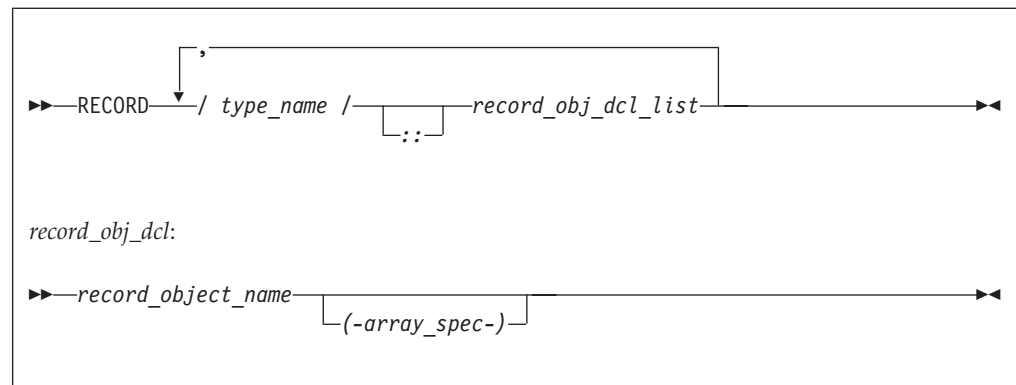 ,
RECORD / type_name / record_obj_dcl_list
::
record_obj_dcl:
record_object_name
(-array_spec-)